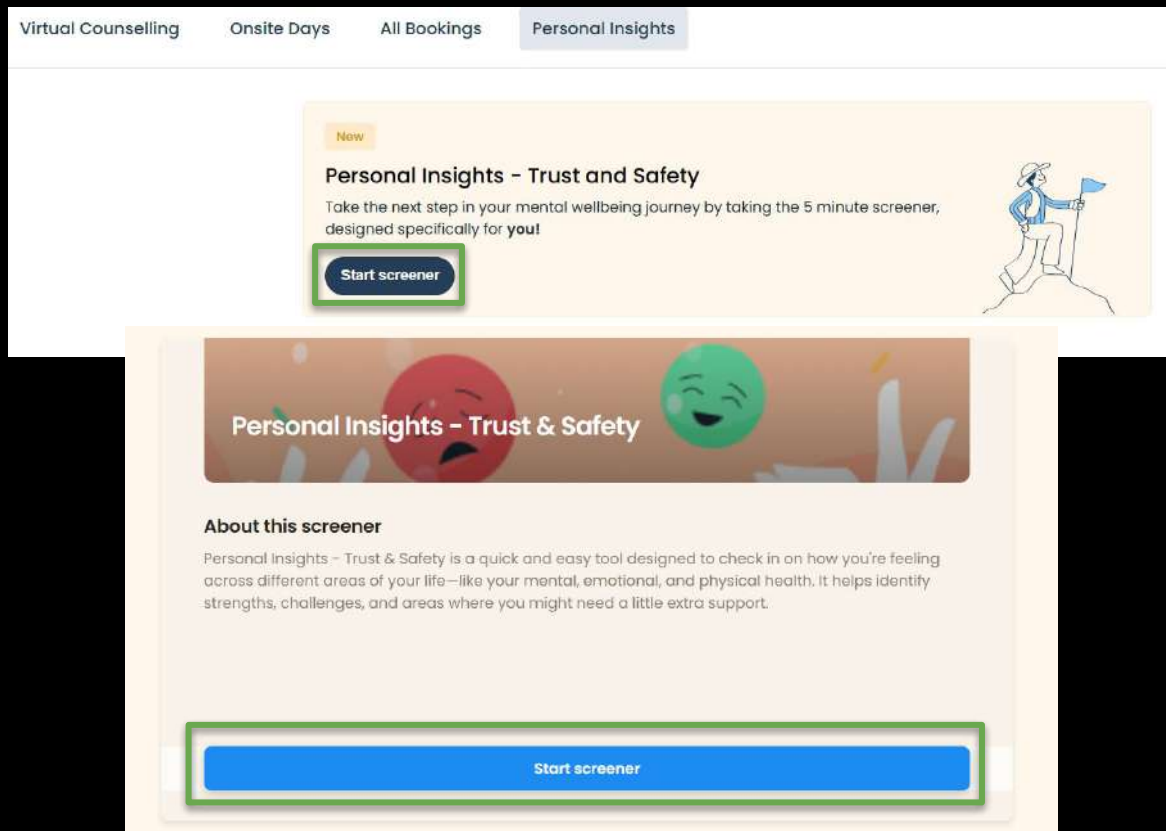 Virtual Counselling Onsite Days All Bookings Personal Insights
New
Personal Insights - Trust and Safety
Take the next step in your mental wellbeing journey by taking the 5 minute screener,
designed specifically for you!
Start screener
Personal Insights - Trust & Safety
About this screener
Personal Insights - Trust & Safety is a quick and easy tool designed to check in on how you're feeling
across different areas of your life—like your mental, emotional, and physical health. It helps identify
strengths, challenges, and areas where you might need a little extra support.
Start screener